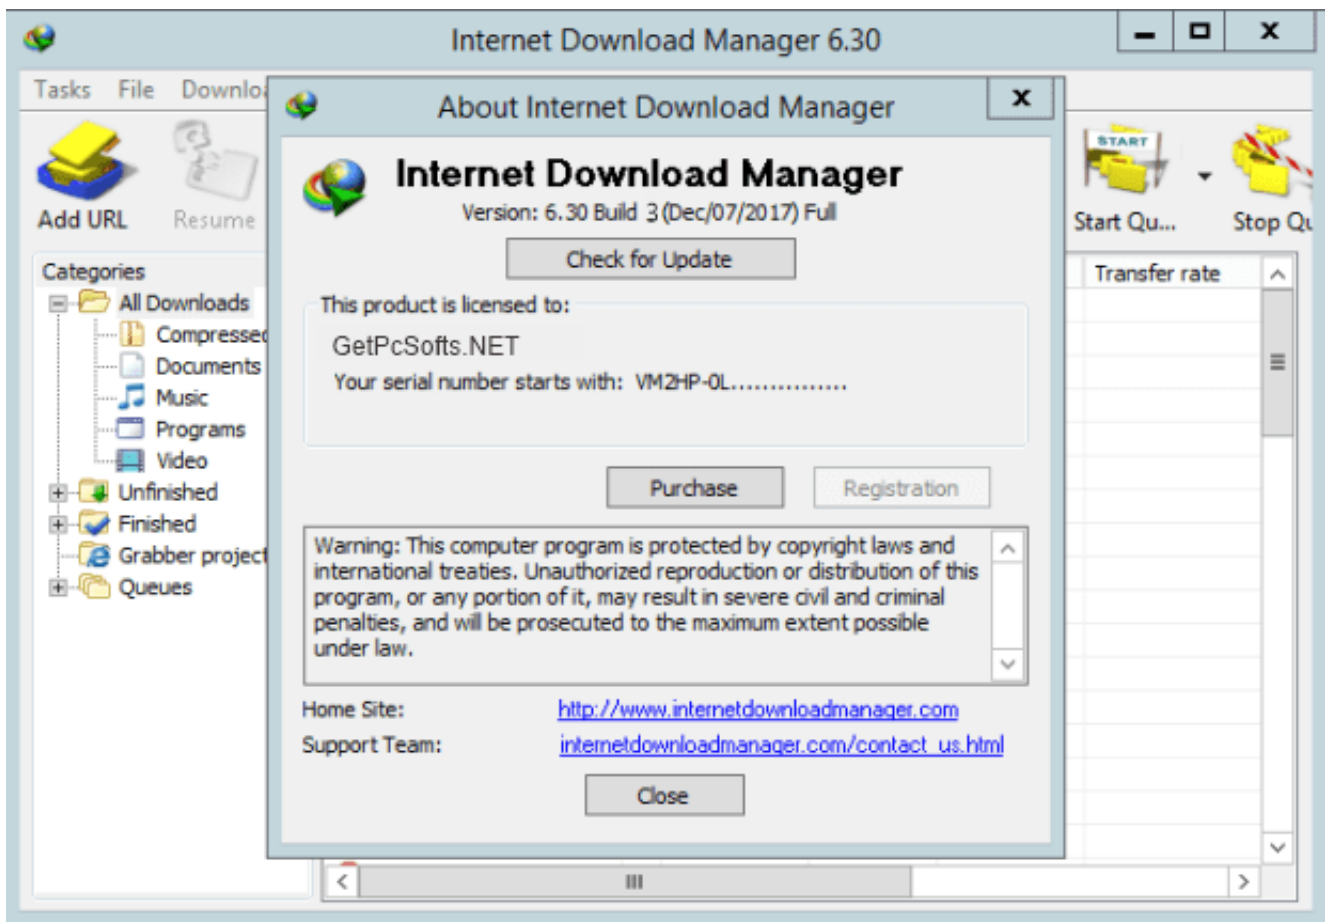 Internet Download Manager 6.30
Tasks File Downloa
About Internet Download Manager
Add URL
Resume
START
Start Qu...
Stop Qu
Internet Download Manager
Version: 6.30 Build 3 (Dec/07/2017) Full
Check for Update
Categories
All Downloads
Compressed
Documents
Music
Programs
Video
Unfinished
Finished
Grabber project
Queues
This product is licensed to:
GetPcSofts.NET
Your serial number starts with: VM2HP-0L...............
Purchase
Registration
Warning: This computer program is protected by copyright laws and
international treaties. Unauthorized reproduction or distribution of this
program, or any portion of it, may result in severe civil and criminal
penalties, and will be prosecuted to the maximum extent possible
under law.
Home Site: http://www.internetdownloadmanager.com
Support Team: internetdownloadmanager.com/contact_us.html
Close
Transfer rate